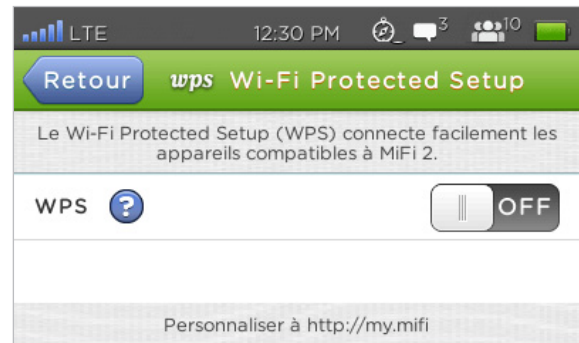 LTE 12:30 PM 3 10
Retour wps Wi-Fi Protected Setup
Le Wi-Fi Protected Setup (WPS) connecte facilement les
appareils compatibles à MiFi 2.
WPS ? OFF
Personnaliser à http://my.mifi